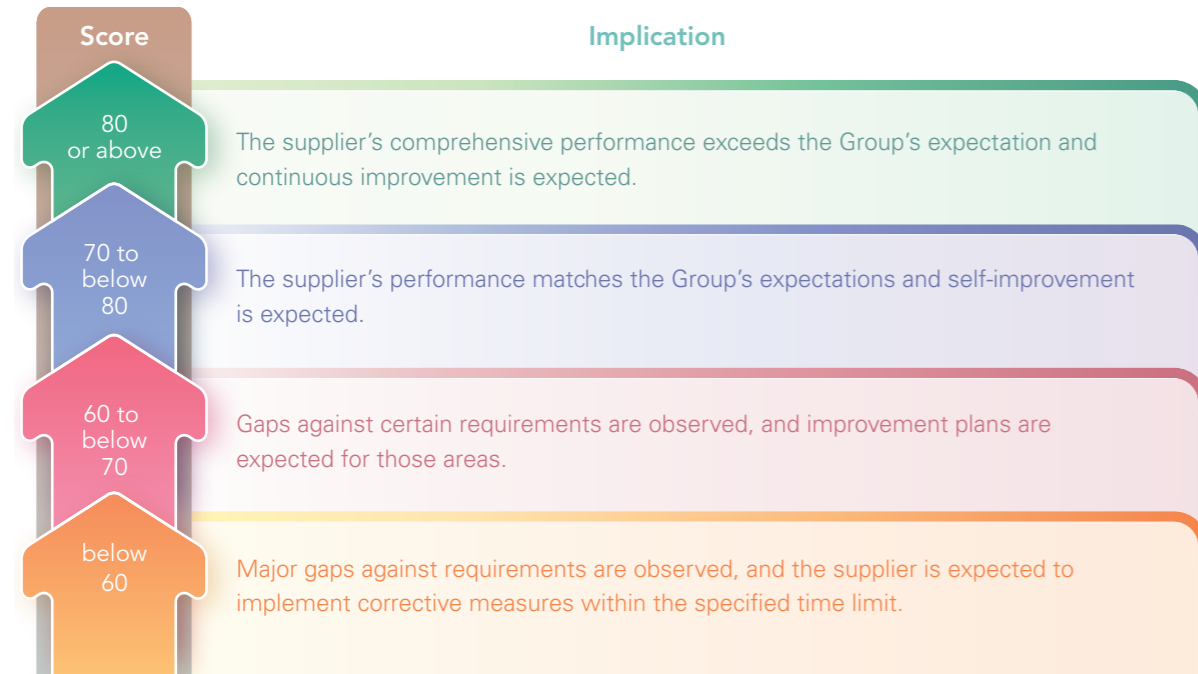 Score
Implication
80
or above
The supplier’s comprehensive performance exceeds the Group’s expectation and
continuous improvement is expected.
70 to
below
80
The supplier’s performance matches the Group’s expectations and self-improvement
is expected.
60 to
below
70
Gaps against certain requirements are observed, and improvement plans are
expected for those areas.
below
60
Major gaps against requirements are observed, and the supplier is expected to
implement corrective measures within the specified time limit.